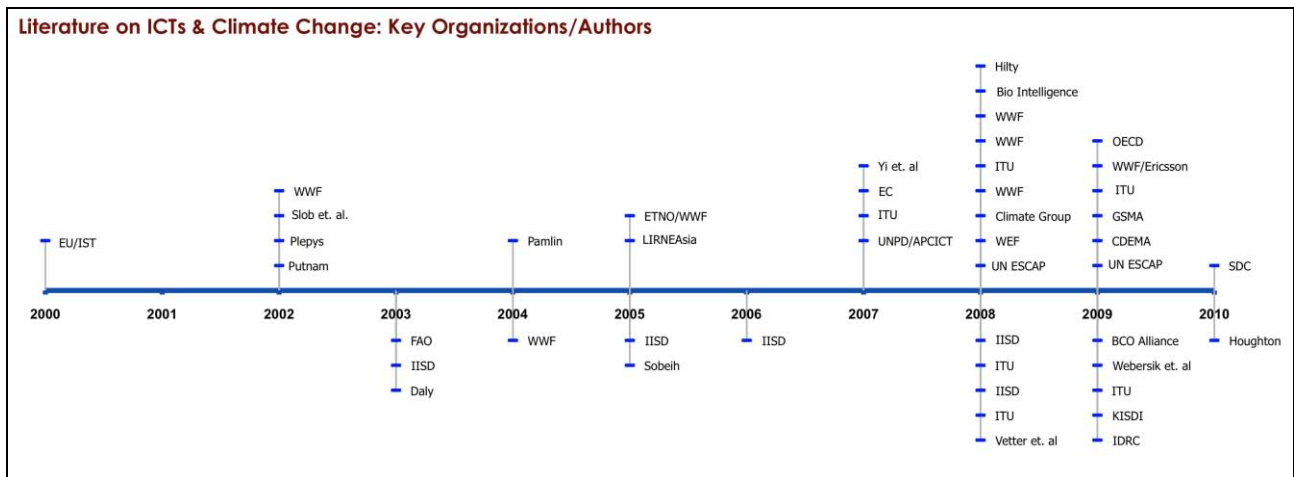 Literature on ICTs & Climate Change: Key Organizations/Authors
EU/IST
WWF
Slob et. al.
Plepys
Putnam
Pamlin
ETNO/WWF
LIRNEAsia
Yi et. al
EC
ITU
UNPD/APCICT
Hilty
Bio Intelligence
WWF
WWF
ITU
WWF
Climate Group
WEF
UN ESCAP
OECD
WWF/Ericsson
ITU
GSMA
CDEMA
UN ESCAP
SDC
2000 2001 2002 2003 2004 2005 2006 2007 2008 2009 2010
FAO
IISD
Daly
WWF
IISD
Sobeih
IISD
IISD
ITU
IISD
ITU
Vetter et. al
BCO Alliance
Webersik et. al
ITU
KISDI
IDRC
Houghton